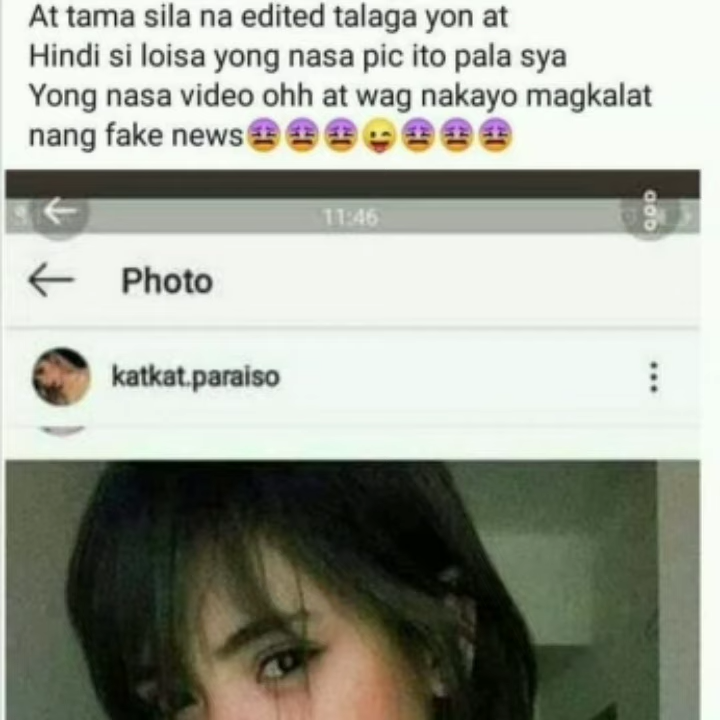 At tama sila na edited talaga yon at
Hindi si loisa yong nasa pic ito pala sya
Yong nasa video ohh at wag nakayo magkalat
nang fake news
11:46
Photo
katkat.paraiso